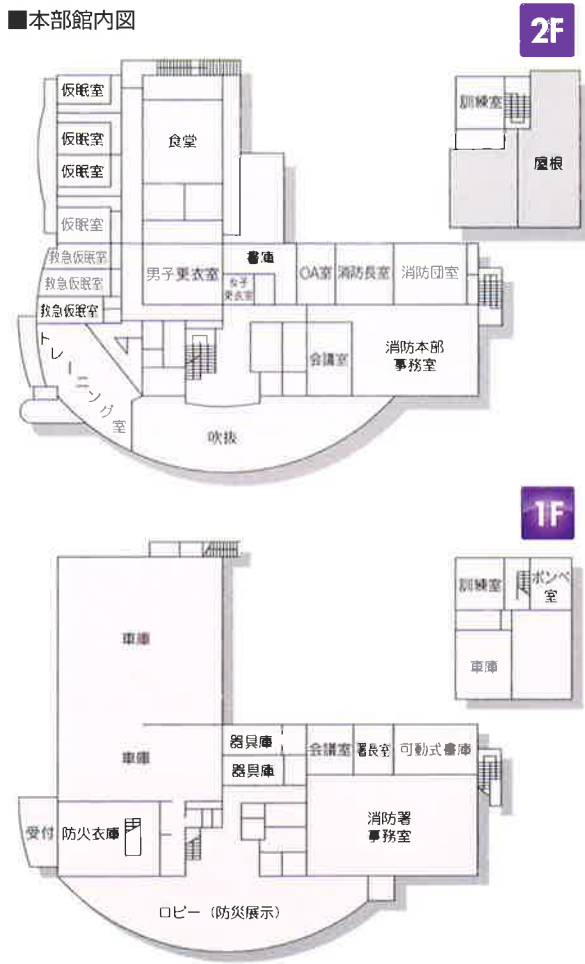 ■本部館内図
2F
仮眠室
仮眠室
仮眠室
仮眠室
救急仮眠室
救急仮眠室
救急仮眠室
トレーニング室
食堂
男子更衣室
書庫
女子
更衣室
OA室
消防長室
消防団室
会議室
消防本部
事務室
吹抜
訓練室
屋根
1F
車庫
車庫
器具庫
器具庫
会議室
署長室
可動式書庫
受付
防火衣庫
消防署
事務室
ロビー（防災展示）
訓練室
ボンベ
室
車庫